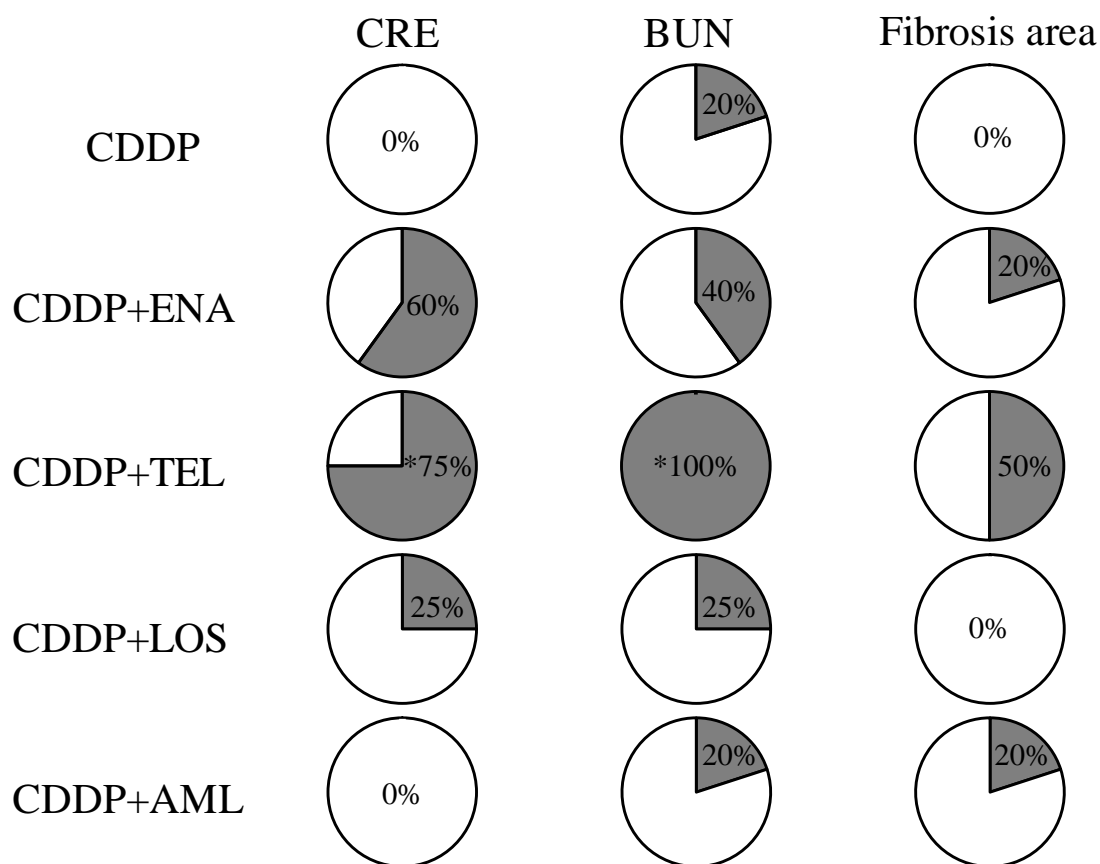 CRE BUN Fibrosis area
CDDP 0% 20% 0%
CDDP+ENA 60% 40% 20%
CDDP+TEL *75% *100% 50%
CDDP+LOS 25% 25% 0%
CDDP+AML 0% 20% 20%